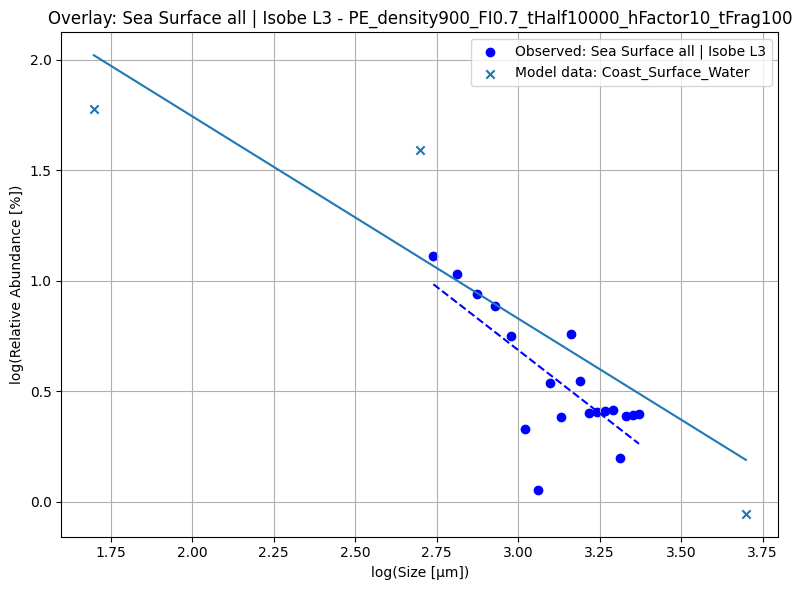 Overlay: Sea Surface all | Isobe L3 - PE_density900_FI0.7_tHalf10000_hFactor10_tFrag100
Observed: Sea Surface all | Isobe L3
Model data: Coast_Surface_Water
log(Relative Abundance [%])
2.0
1.5
1.0
0.5
0.0
1.75 2.00 2.25 2.50 2.75 3.00 3.25 3.50 3.75
log(Size [μm])